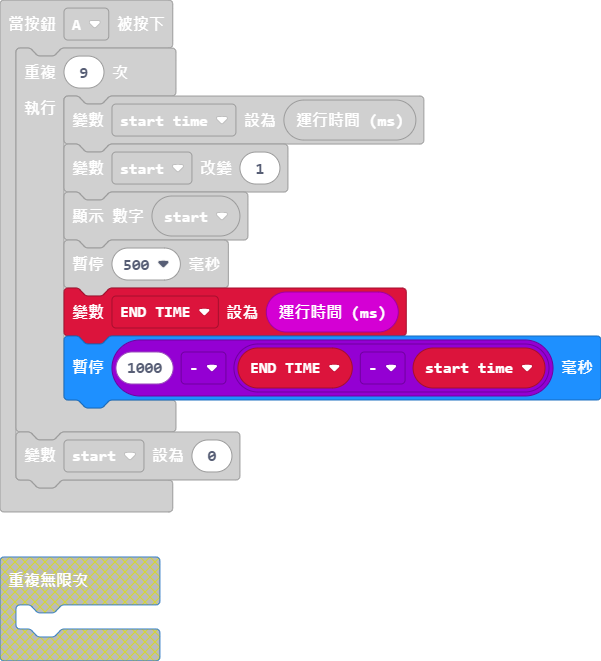 當按鈕 A 被按下
重複 9 次
執行
變數 start time 設為 運行時間 (ms)
變數 start 改變 1
顯示 數字 start
暫停 500 毫秒
變數 END TIME 設為 運行時間 (ms)
暫停 1000 - END TIME - start time 毫秒
變數 start 設為 0
重複無限次